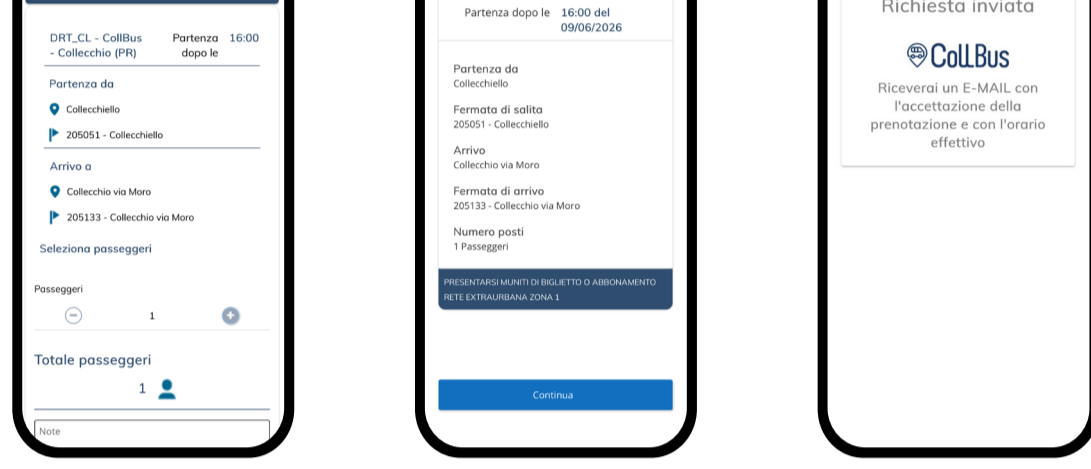 DRT_CL - CollBus - Collecchio (PR)
Partenza dopo le
16:00
Partenza da
Collecchiello
205051 - Collecchiello
Arrivo a
Collecchio via Moro
205133 - Collecchio via Moro
Seleziona passeggeri
Passeggeri
1
Totale passeggeri
1
Note
Partenza dopo le
16:00 del
09/06/2026
Partenza da
Collecchiello
Fermata di salita
205051 - Collecchiello
Arrivo
Collecchio via Moro
Fermata di arrivo
205133 - Collecchio via Moro
Numero posti
1 Passeggeri
PRESENTARSI MUNITI DI BIGLIETTO O ABBONAMENTO
RETE EXTRAURBANA ZONA 1
Continua
Richiesta inviata
CollBus
Riceverai un E-MAIL con
l'accettazione della
prenotazione e con l'orario
effettivo